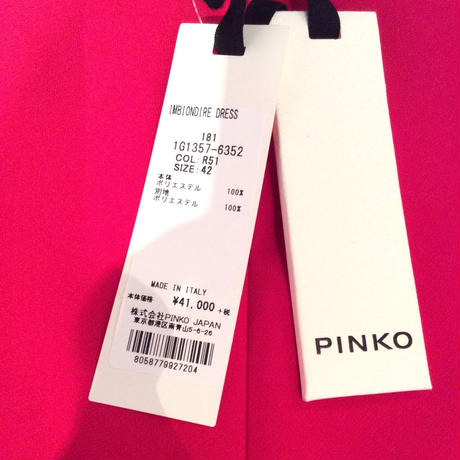 IMBIONDIRE DRESS
181
1G1357-6352
COL: R51
SIZE: 42
本体
ポリエステル 100%
別地
ポリエステル 100%
MADE IN ITALY
本体価格 ¥41,000 +税
株式会社PINKO JAPAN
東京都港区南青山5-6-26
8058779927204
PINKO